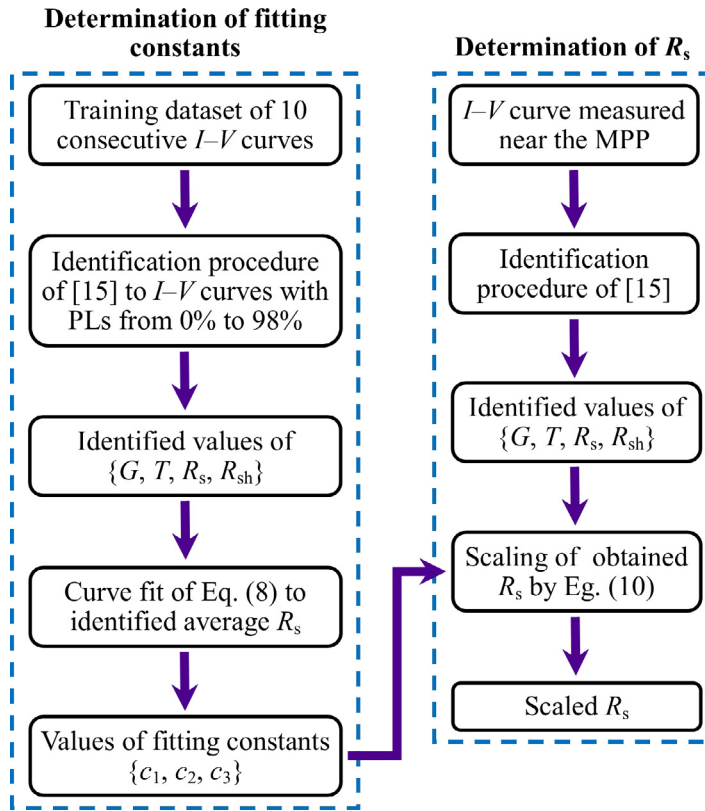 Determination of fitting
constants
Training dataset of 10
consecutive I–V curves
Identification procedure
of [15] to I–V curves with
PLs from 0% to 98%
Identified values of
{G, T, Rs, Rsh}
Curve fit of Eq. (8) to
identified average Rs
Values of fitting constants
{c1, c2, c3}
Determination of Rs
I–V curve measured
near the MPP
Identification
procedure of [15]
Identified values of
{G, T, Rs, Rsh}
Scaling of obtained
Rs by Eg. (10)
Scaled Rs